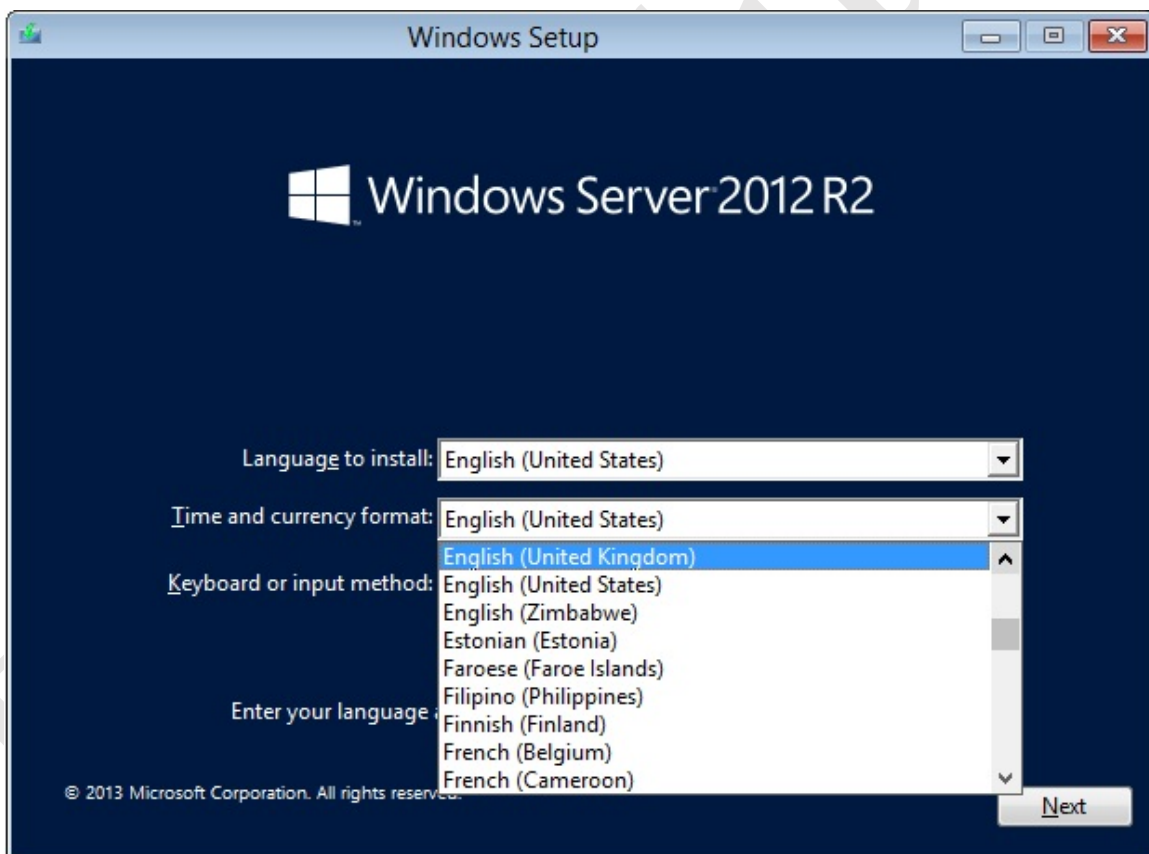 Windows Setup
Windows Server 2012 R2
Language to install: English (United States)
Time and currency format: English (United States)
English (United Kingdom)
Keyboard or input method: English (United States)
English (Zimbabwe)
Estonian (Estonia)
Faroese (Faroe Islands)
Filipino (Philippines)
Enter your language Finnish (Finland)
French (Belgium)
French (Cameroon)
© 2013 Microsoft Corporation. All rights reserved.
Next